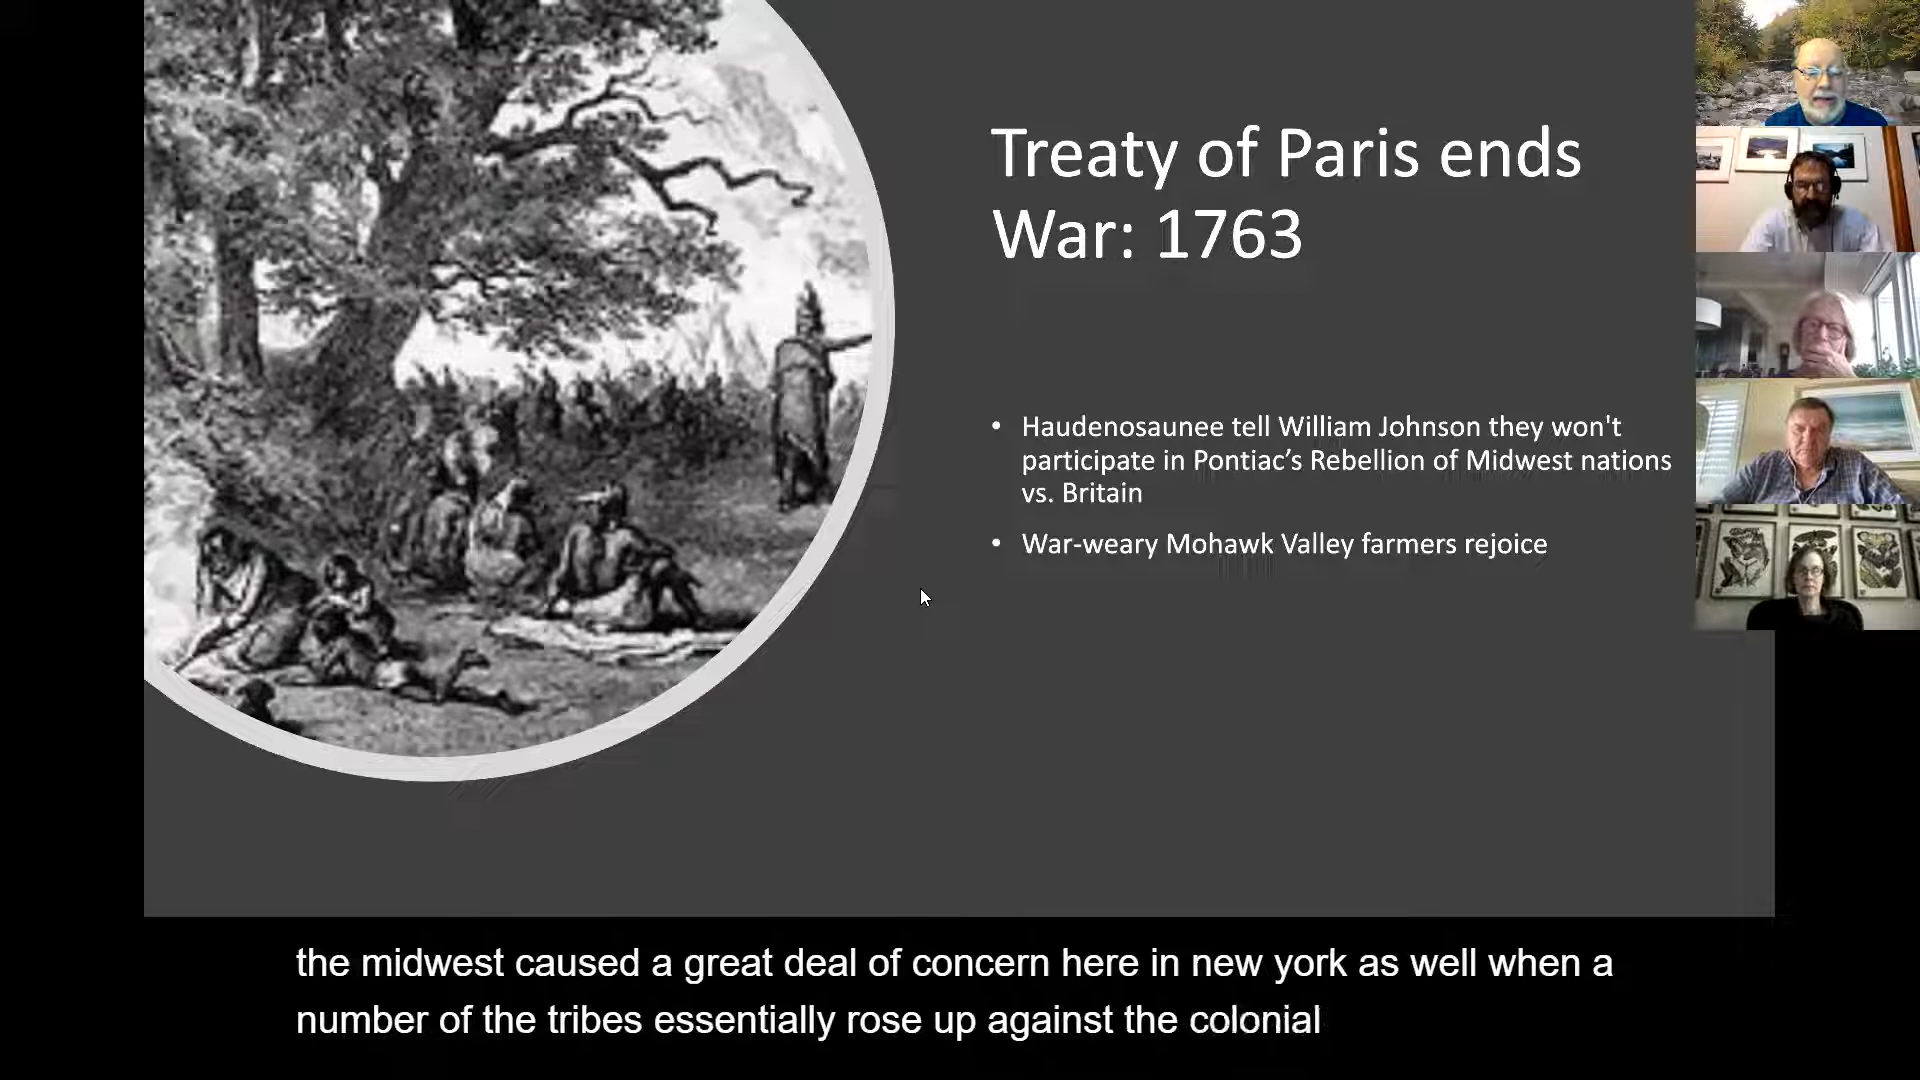 Treaty of Paris ends
War: 1763
• Haudenosaunee tell William Johnson they won't
participate in Pontiac’s Rebellion of Midwest nations
vs. Britain
• War-weary Mohawk Valley farmers rejoice
the midwest caused a great deal of concern here in new york as well when a
number of the tribes essentially rose up against the colonial